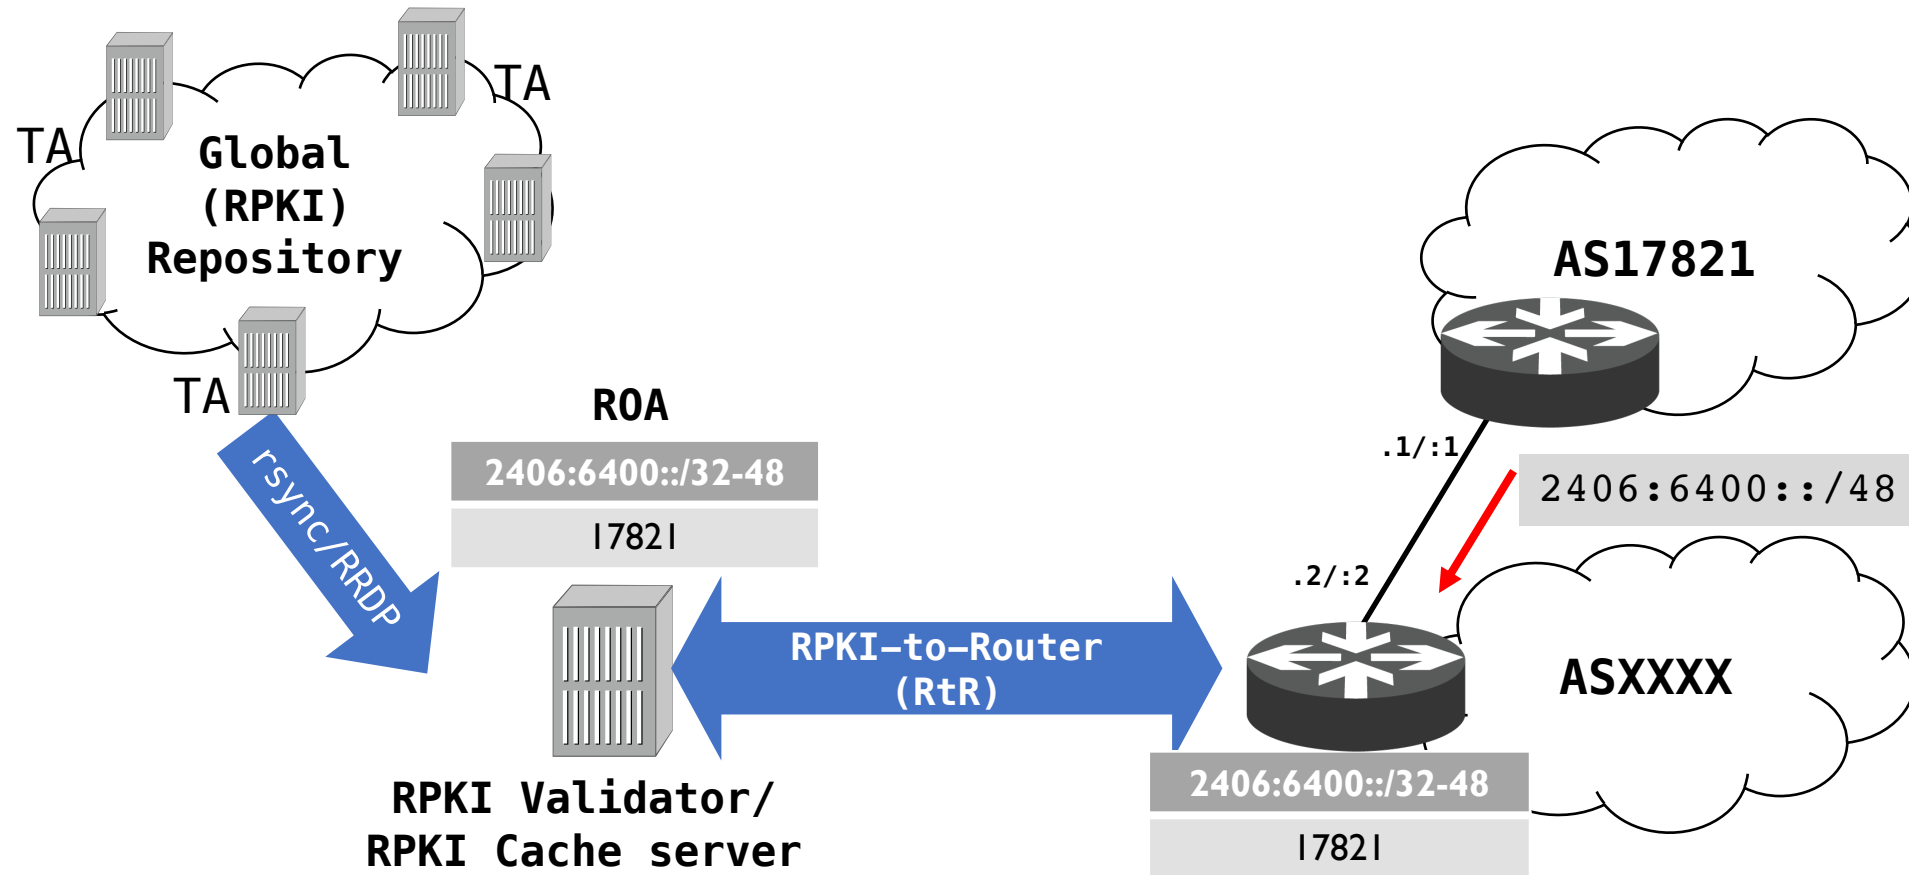 TA
TA
Global
(RPKI)
Repository
TA
rsync/RRDP
ROA
2406:6400::/32-48
17821
RPKI Validator/
RPKI Cache server
RPKI-to-Router
(RtR)
AS17821
.1/:1
2406:6400::/48
.2/:2
ASXXXX
2406:6400::/32-48
17821